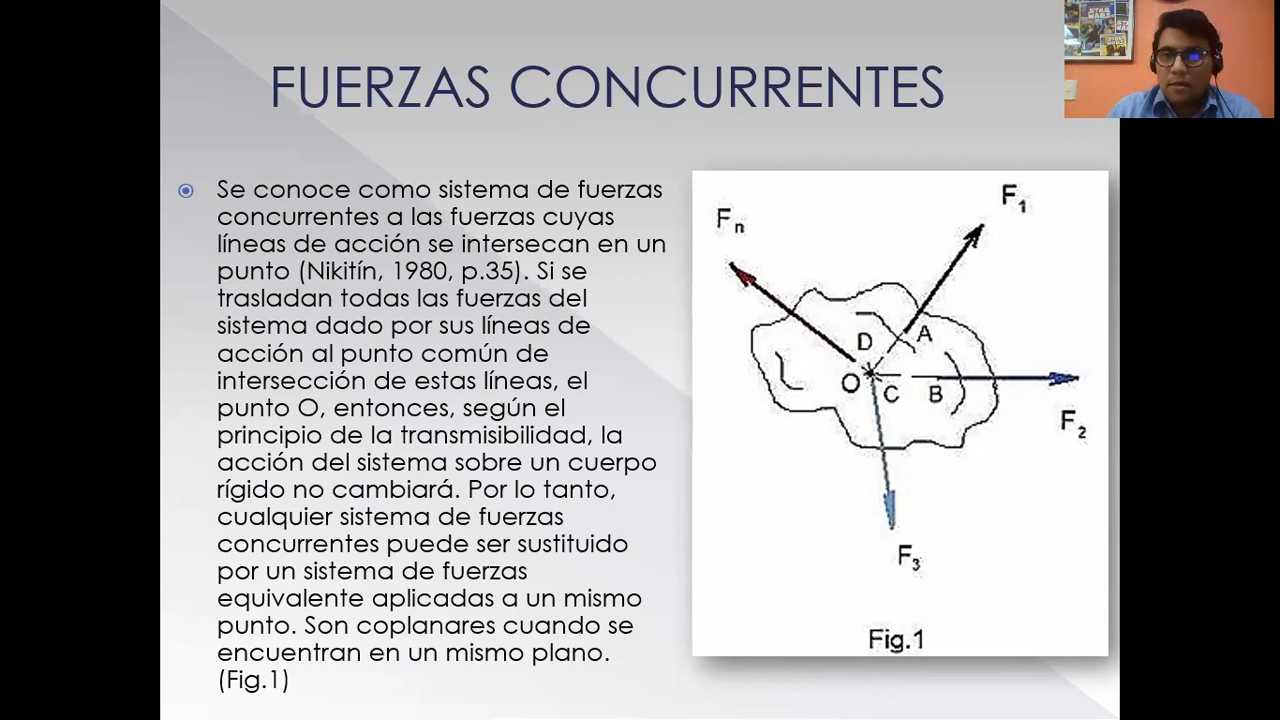 FUERZAS CONCURRENTES
Se conoce como sistema de fuerzas
concurrentes a las fuerzas cuyas
líneas de acción se intersecan en un
punto (Nikitín, 1980, p.35). Si se
trasladan todas las fuerzas del
sistema dado por sus líneas de
acción al punto común de
intersección de estas líneas, el
punto O, entonces, según el
principio de la transmisibilidad, la
acción del sistema sobre un cuerpo
rígido no cambiará. Por lo tanto,
cualquier sistema de fuerzas
concurrentes puede ser sustituido
por un sistema de fuerzas
equivalente aplicadas a un mismo
punto. Son coplanares cuando se
encuentran en un mismo plano.
(Fig.1)
F1
Fn
D
A
O
C
B
F2
F3
Fig.1
STAR WARS